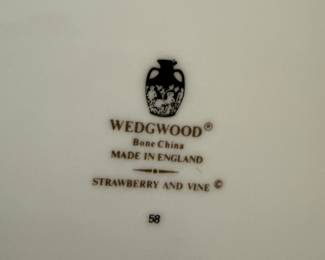 WEDGWOOD®
Bone China
MADE IN ENGLAND
STRAWBERRY AND VINE ©
58